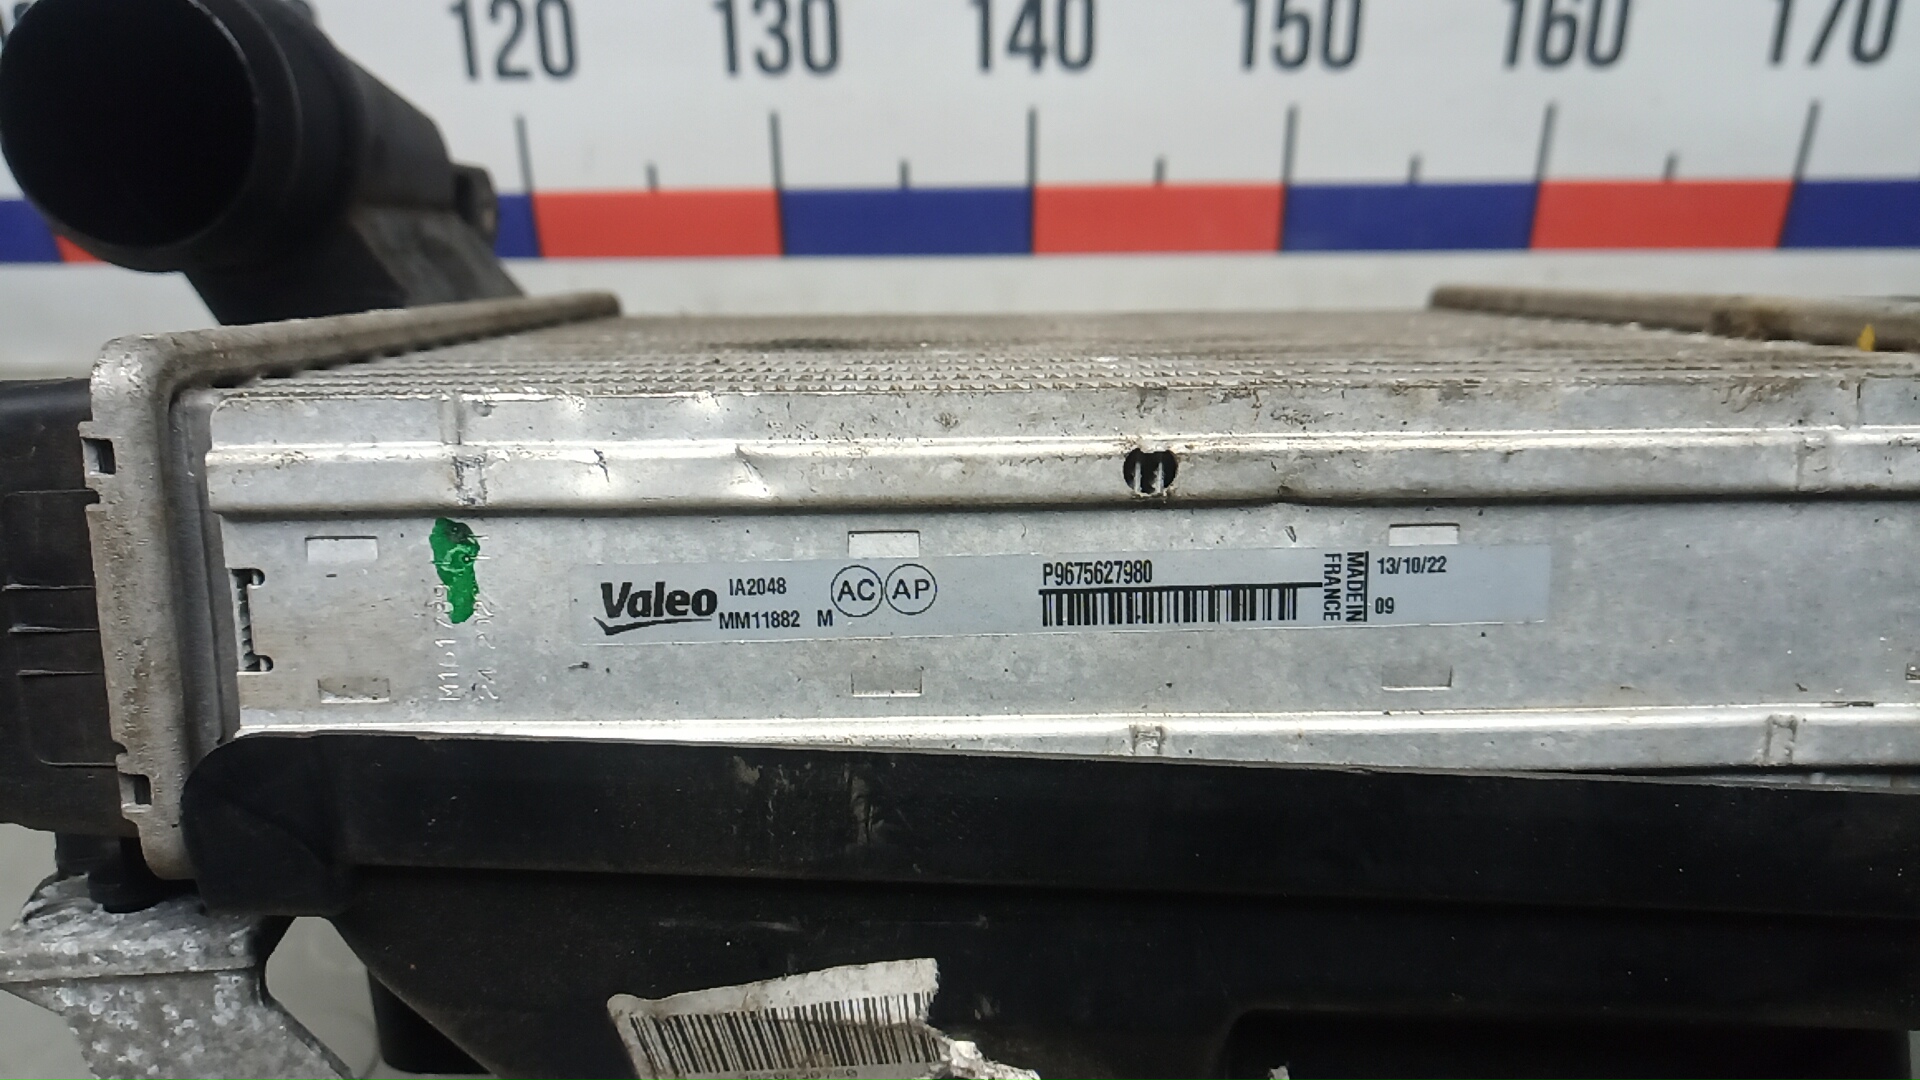 120 130 140 150 160 170
Valeo IA2048
MM11882 M
AC AP
P9675627980
MADE IN
FRANCE
13/10/22
09